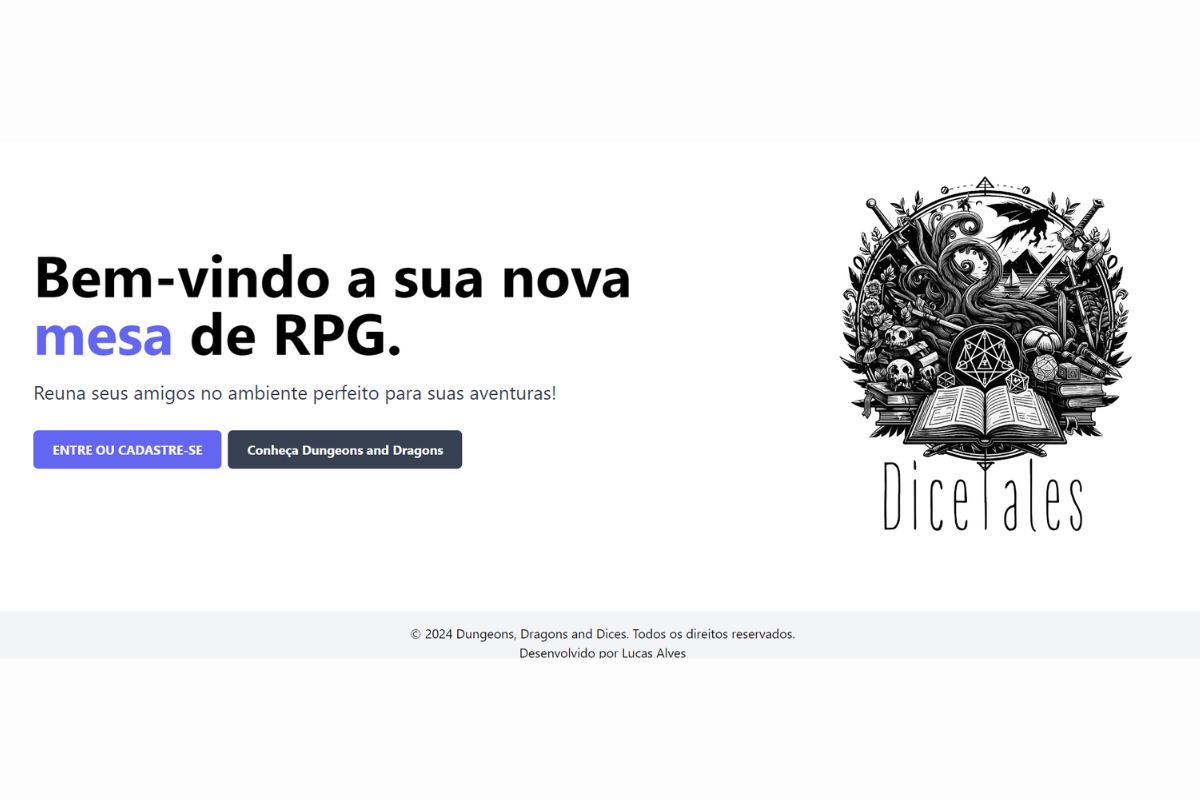 Bem-vindo a sua nova
mesa de RPG.
Reuna seus amigos no ambiente perfeito para suas aventuras!
ENTRE OU CADASTRE-SE
Conheça Dungeons and Dragons
DiceTales
© 2024 Dungeons, Dragons and Dices. Todos os direitos reservados.
Desenvolvido por Lucas Alves